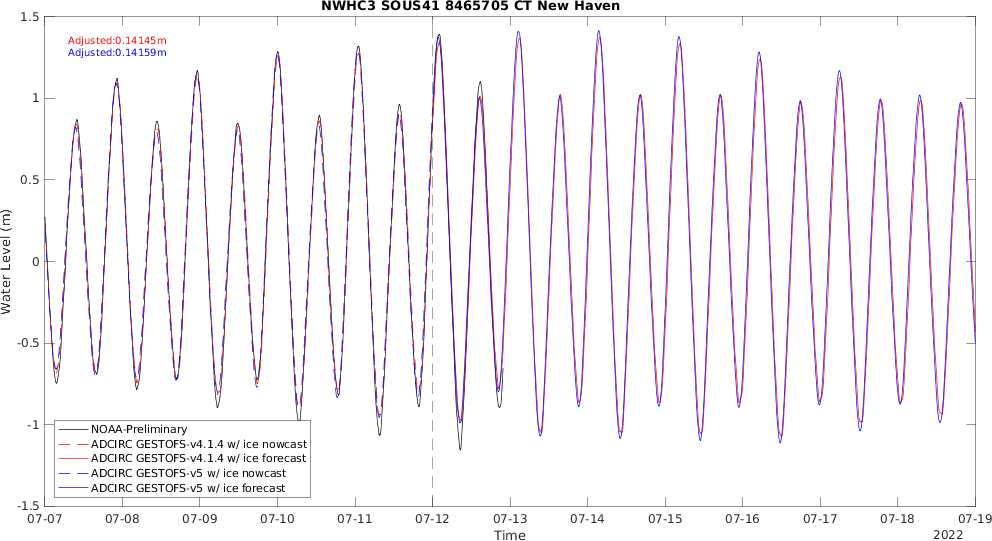 NWHC3 SOUS41 8465705 CT New Haven
1.5
Adjusted:0.14145m
Adjusted:0.14159m
1
0.5
0
-0.5
-1
-1.5
Water Level (m)
NOAA-Preliminary
ADCIRC GESTOFS-v4.1.4 w/ ice nowcast
ADCIRC GESTOFS-v4.1.4 w/ ice forecast
ADCIRC GESTOFS-v5 w/ ice nowcast
ADCIRC GESTOFS-v5 w/ ice forecast
07-07 07-08 07-09 07-10 07-11 07-12 07-13 07-14 07-15 07-16 07-17 07-18 07-19
Time
2022